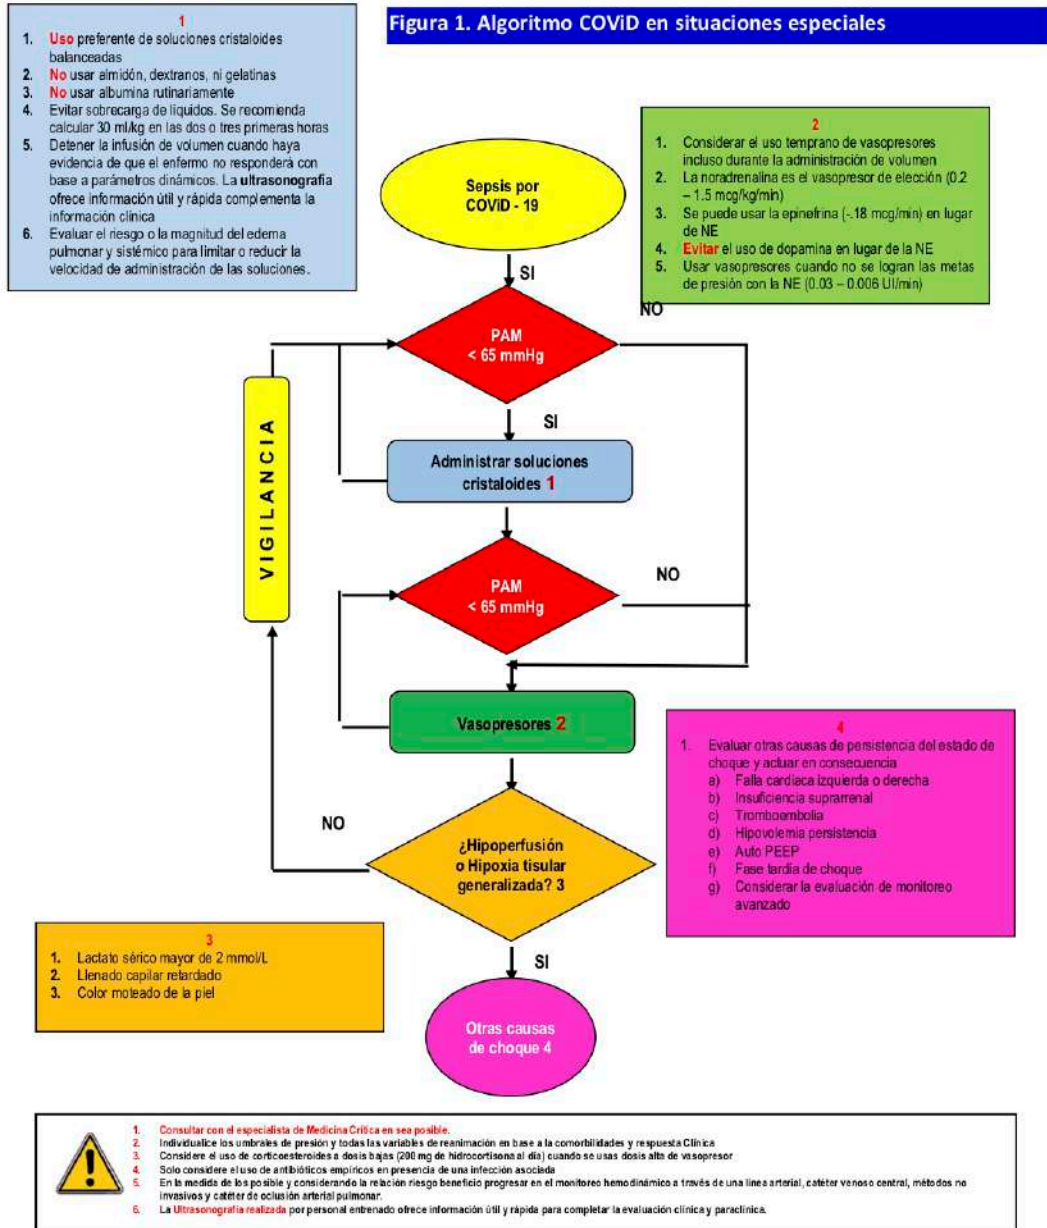 Figura 1. Algoritmo COViD en situaciones especiales
1
1. Uso preferente de soluciones cristaloides
balanceadas
2. No usar almidón, dextranos, ni gelatinas
3. No usar albumina rutinariamente
4. Evitar sobrecarga de líquidos. Se recomienda
calcular 30 ml/kg en las dos o tres primeras horas
5. Detener la infusión de volumen cuando haya
evidencia de que el enfermo no responderá con
base a parámetros dinámicos. La ultrasonografía
ofrece información útil y rápida complementa la
información clínica
6. Evaluar el riesgo o la magnitud del edema
pulmonar y sistémico para limitar o reducir la
velocidad de administración de las soluciones.
2
1. Considerar el uso temprano de vasopresores
incluso durante la administración de volumen
2. La noradrenalina es el vasopresor de elección (0.2
– 1.5 mcg/kg/min)
3. Se puede usar la epinefrina (-.18 mcg/min) en lugar
de NE
4. Evitar el uso de dopamina en lugar de la NE
5. Usar vasopresores cuando no se logran las metas
de presión con la NE (0.03 – 0.006 UI/min)
Sepsis por
COViD - 19
SI
NO
PAM
< 65 mmHg
SI
VIGILANCIA
Administrar soluciones
cristaloides 1
PAM
< 65 mmHg
NO
Vasopresores 2
NO
¿Hipoperfusión
o Hipoxia tisular
generalizada? 3
SI
Otras causas
de choque 4
4
1. Evaluar otras causas de persistencia del estado de
choque y actuar en consecuencia
a) Falla cardiaca izquierda o derecha
b) Insuficiencia suprarrenal
c) Tromboembolia
d) Hipovolemia persistencia
e) Auto PEEP
f) Fase tardía de choque
g) Considerar la evaluación de monitoreo
avanzado
3
1. Lactato sérico mayor de 2 mmol/L
2. Llenado capilar retardado
3. Color moteado de la piel
1. Consultar con el especialista de Medicina Crítica en sea posible.
2. Individualice los umbrales de presión y todas las variables de reanimación en base a la comorbilidades y respuesta Clínica
3. Considere el uso de corticoesteroides a dosis bajas (200 mg de hidrocortisona al día) cuando se usas dosis alta de vasopresor
4. Solo considere el uso de antibióticos empíricos en presencia de una infección asociada
5. En la medida de los posible y considerando la relación riesgo beneficio progresar en el monitoreo hemodinámico a través de una línea arterial, catéter venoso central, métodos no
invasivos y catéter de oclusión arterial pulmonar.
6. La Ultrasonografía realizada por personal entrenado ofrece información útil y rápida para completar la evaluación clínica y paraclínica.